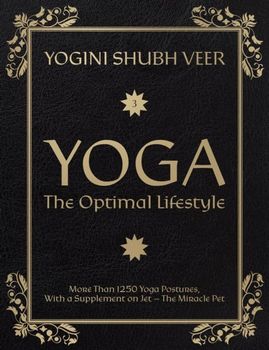 YOGINI SHUBH VEER
3
YOGA
The Optimal Lifestyle
More Than 1250 Yoga Postures,
With a Supplement on Jet – The Miracle Pet